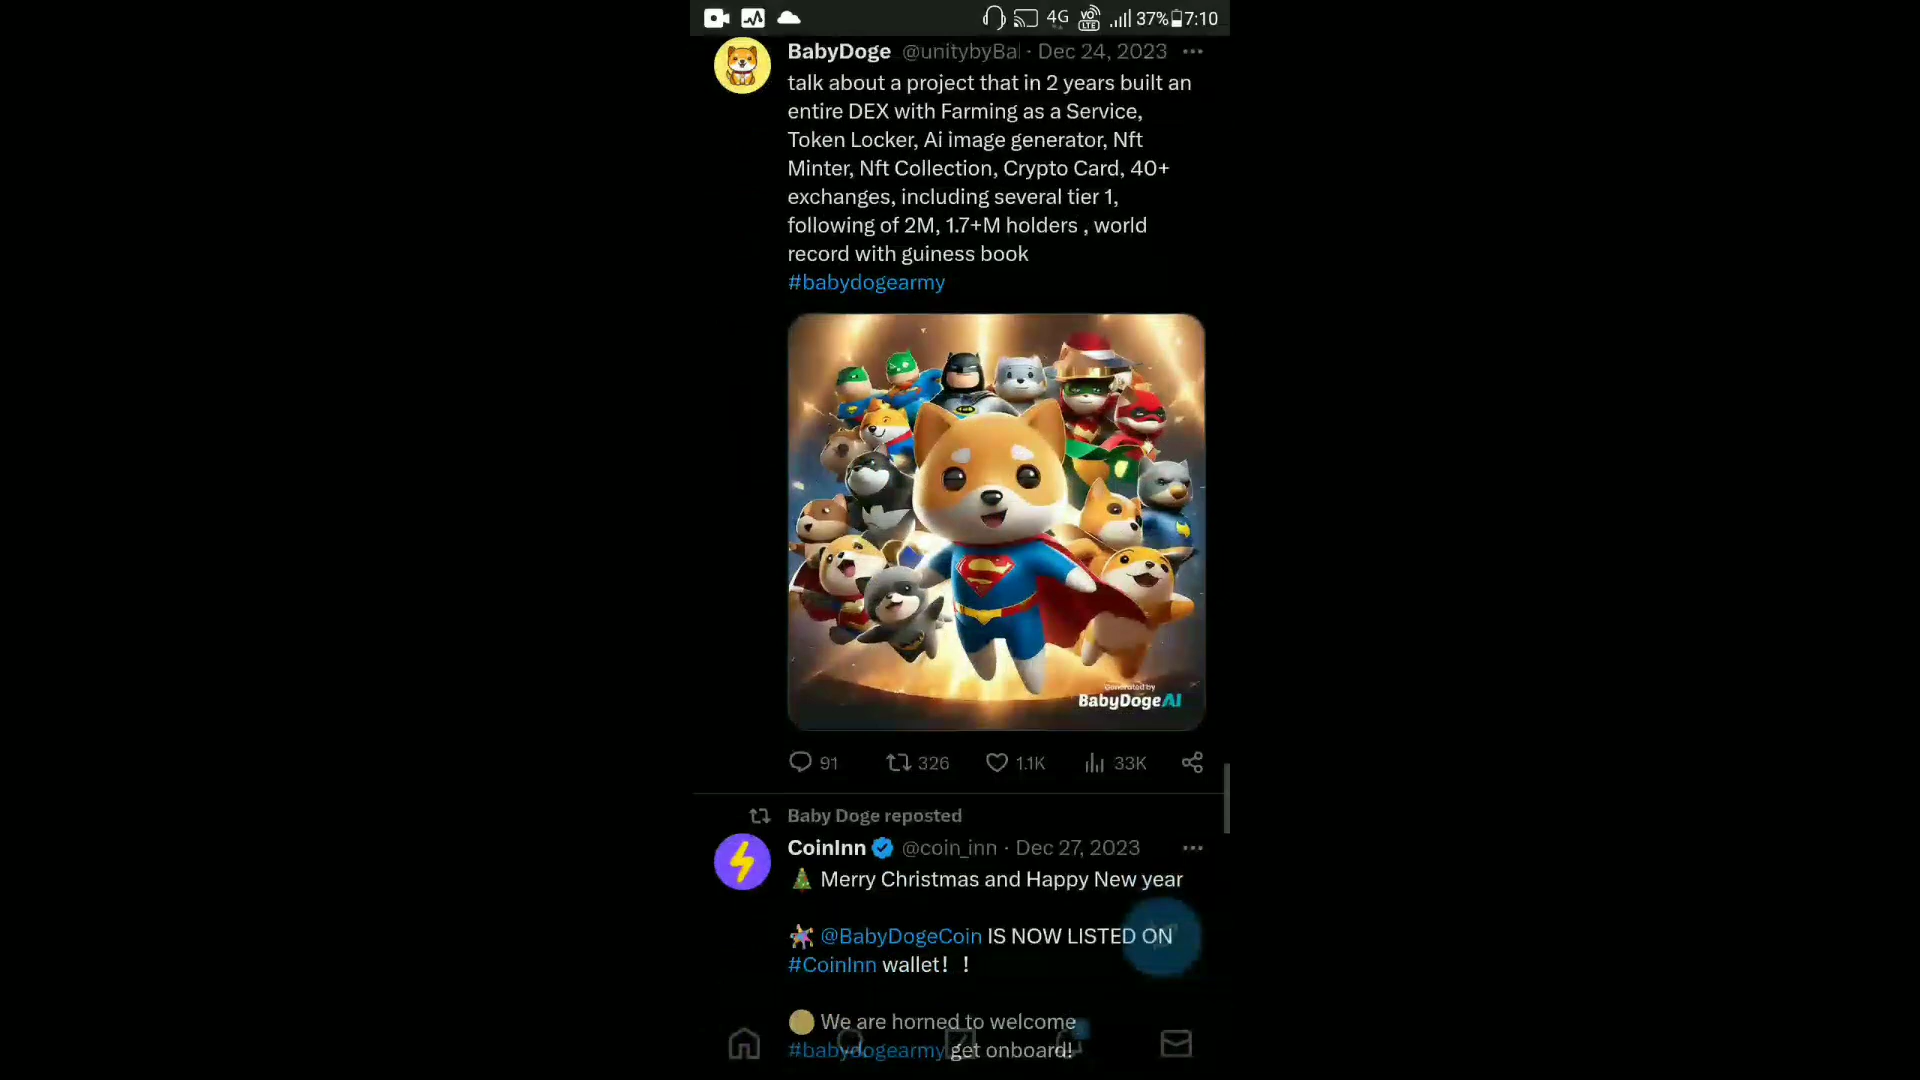 4G VO LTE 37% 7:10
BabyDoge @unitybyBa · Dec 24, 2023
talk about a project that in 2 years built an
entire DEX with Farming as a Service,
Token Locker, Ai image generator, Nft
Minter, Nft Collection, Crypto Card, 40+
exchanges, including several tier 1,
following of 2M, 1.7+M holders , world
record with guiness book
#babydogearmy
Generated by
BabyDogeAI
91 326 1.1K 33K
Baby Doge reposted
CoinInn @coin_inn · Dec 27, 2023
🎄 Merry Christmas and Happy New year
@BabyDogeCoin IS NOW LISTED ON
#CoinInn wallet！！
We are horned to welcome
#babydogearmy get onboard!